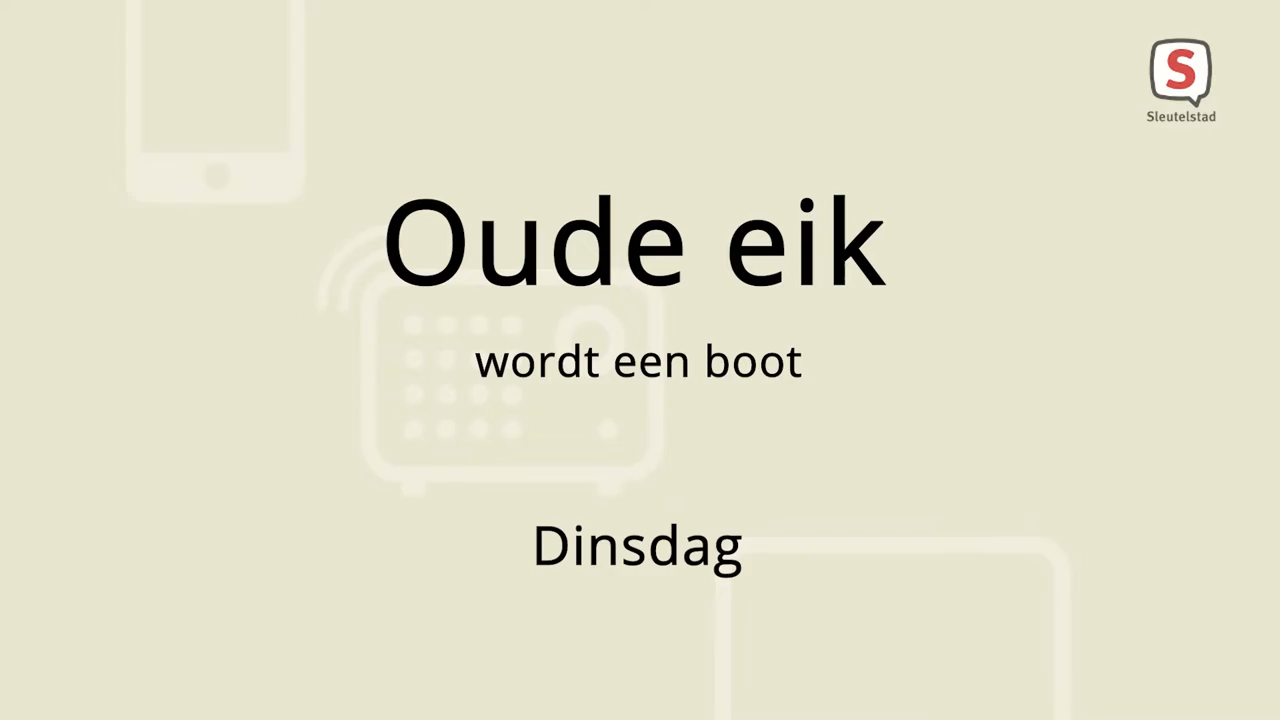 S
Sleutelstad
Oude eik
wordt een boot
Dinsdag